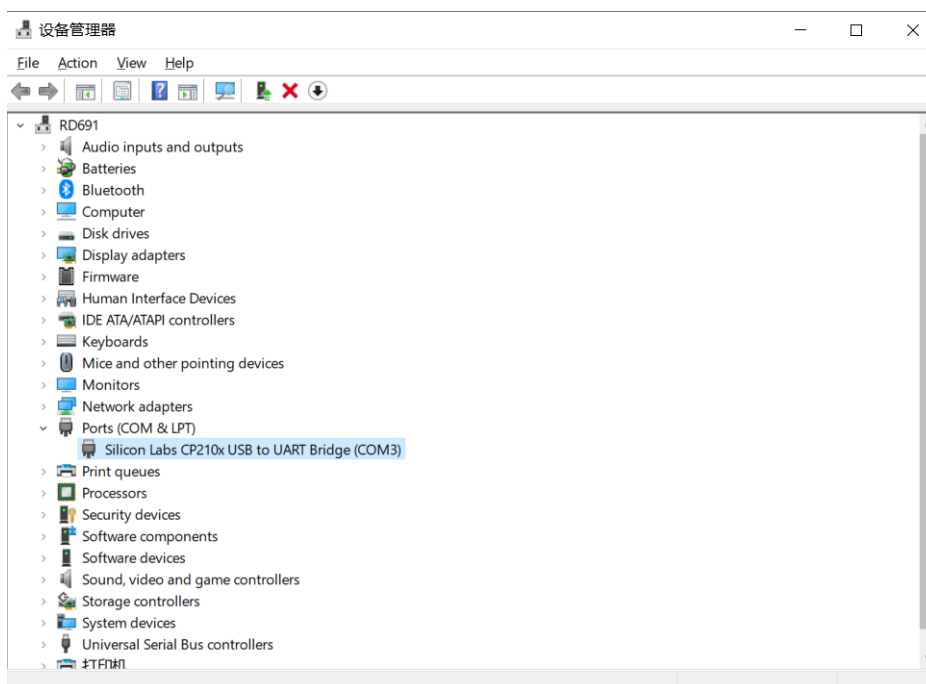 设备管理器
File Action View Help
RD691
Audio inputs and outputs
Batteries
Bluetooth
Computer
Disk drives
Display adapters
Firmware
Human Interface Devices
IDE ATA/ATAPI controllers
Keyboards
Mice and other pointing devices
Monitors
Network adapters
Ports (COM & LPT)
Silicon Labs CP210x USB to UART Bridge (COM3)
Print queues
Processors
Security devices
Software components
Software devices
Sound, video and game controllers
Storage controllers
System devices
Universal Serial Bus controllers
打印机